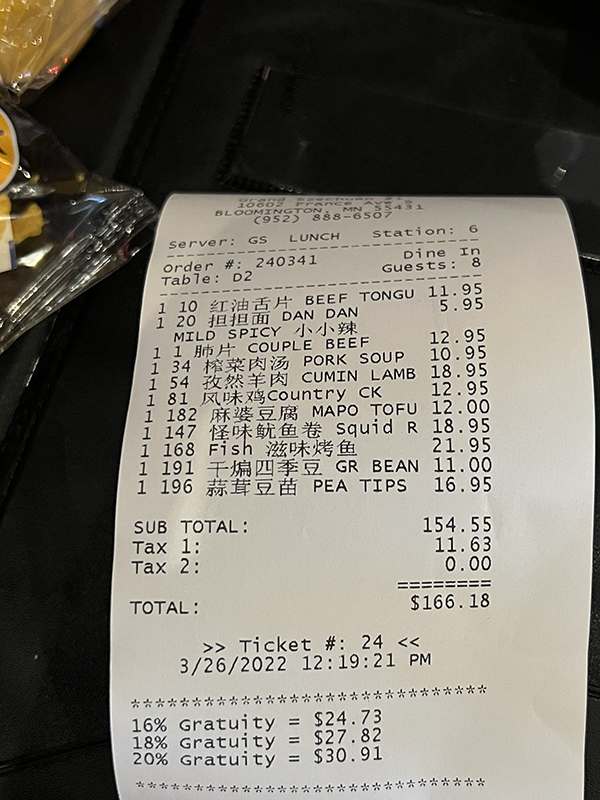 Grand Szechuan
10602 France Ave S
BLOOMINGTON, MN 55431
(952) 888-6507
Server: GS LUNCH Station: 6
Order #: 240341 Dine In
Table: D2 Guests: 8
1 10 红油舌片 BEEF TONGU 11.95
1 20 担担面 DAN DAN 5.95
MILD SPICY 小小辣
1 1 肺片 COUPLE BEEF 12.95
1 34 榨菜肉汤 PORK SOUP 10.95
1 54 孜然羊肉 CUMIN LAMB 18.95
1 81 风味鸡Country CK 12.95
1 182 麻婆豆腐 MAPO TOFU 12.00
1 147 怪味鱿鱼卷 Squid R 18.95
1 168 Fish 滋味烤鱼 21.95
1 191 干煸四季豆 GR BEAN 11.00
1 196 蒜茸豆苗 PEA TIPS 16.95
SUB TOTAL: 154.55
Tax 1: 11.63
Tax 2: 0.00
========
TOTAL: $166.18
>> Ticket #: 24 <<
3/26/2022 12:19:21 PM
*******************************
16% Gratuity = $24.73
18% Gratuity = $27.82
20% Gratuity = $30.91
*******************************